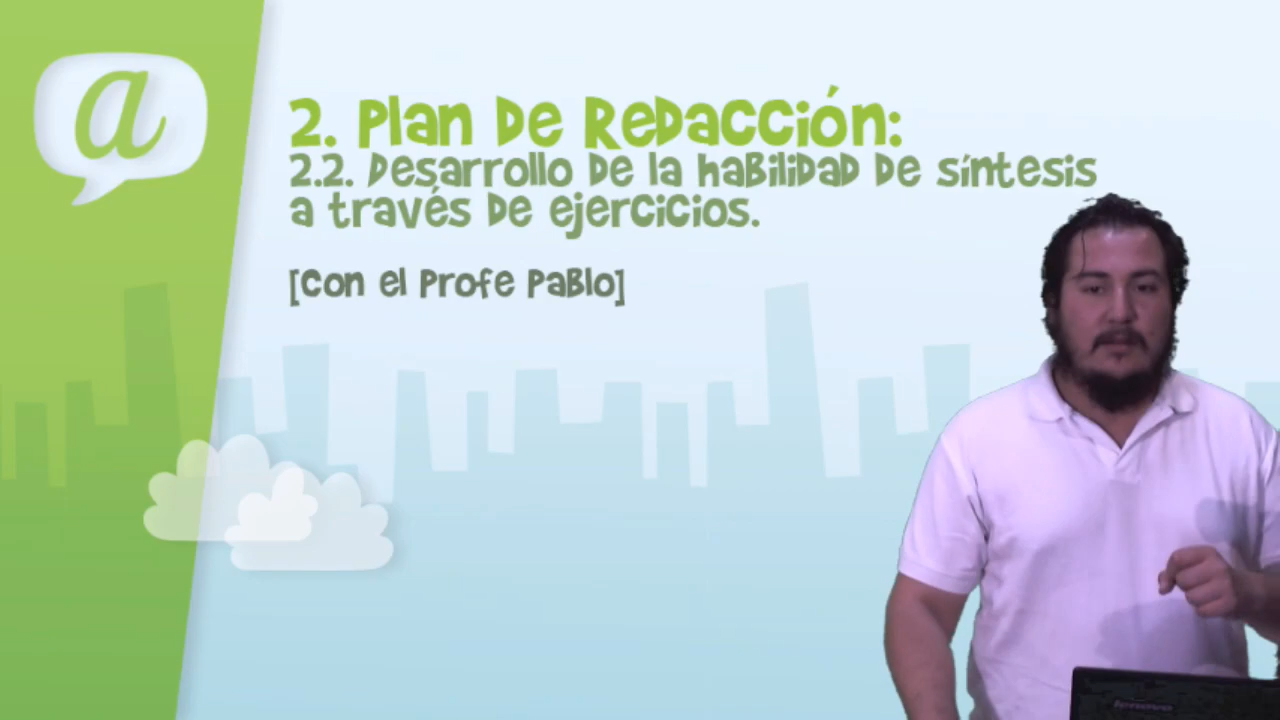 a
2. Plan de Redacción:
2.2. Desarrollo de la habilidad de síntesis
a través de ejercicios.
[Con el Profe Pablo]
lenovo